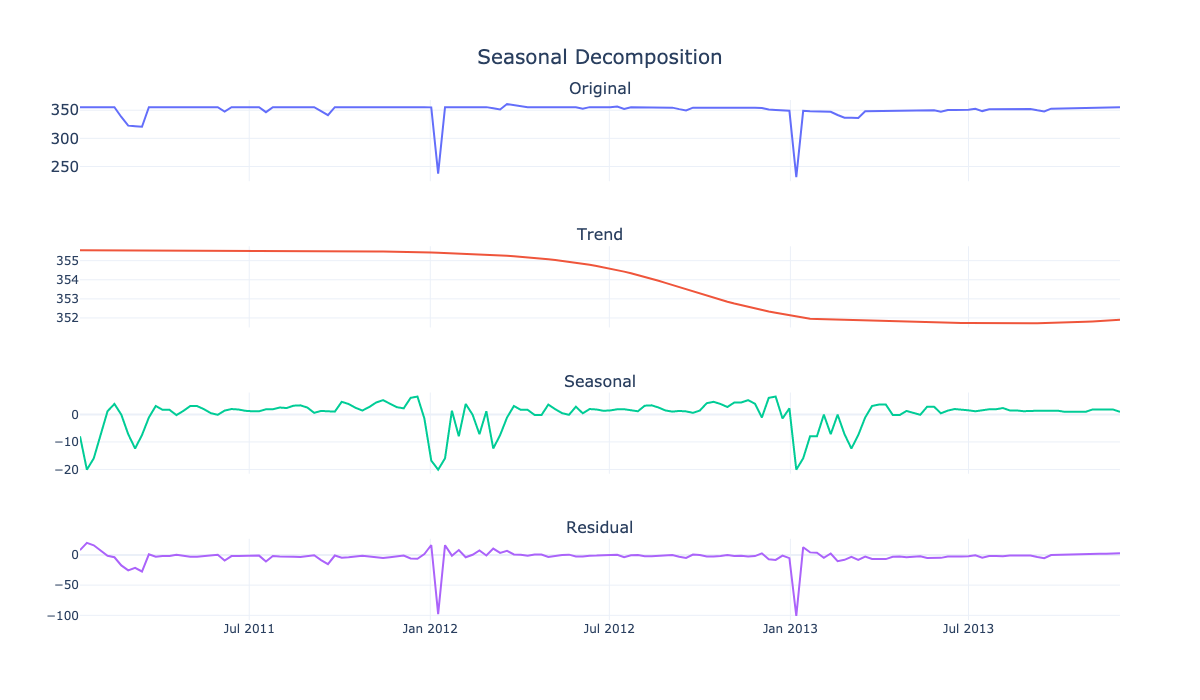 Seasonal Decomposition
Original
350
300
250
Trend
355
354
353
352
Seasonal
0
−10
−20
Residual
0
−50
−100
Jul 2011 Jan 2012 Jul 2012 Jan 2013 Jul 2013